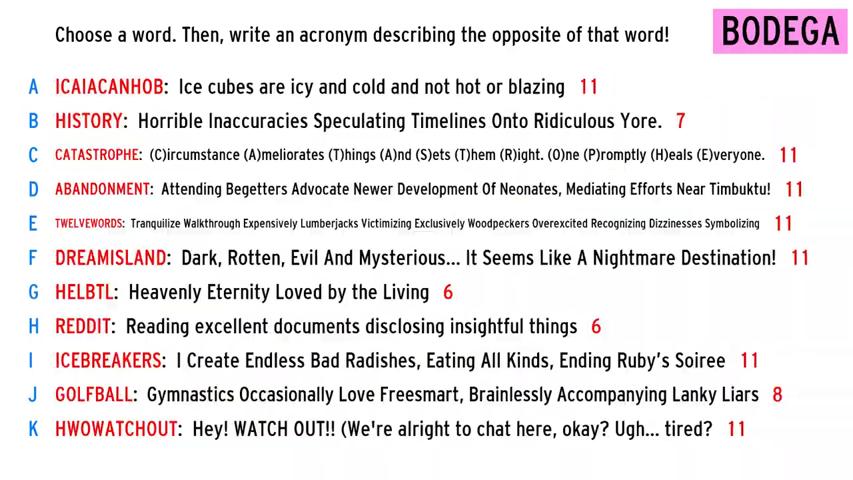 Choose a word. Then, write an acronym describing the opposite of that word!
BODEGA
A ICAIACANHOB: Ice cubes are icy and cold and not hot or blazing 11
B HISTORY: Horrible Inaccuracies Speculating Timelines Onto Ridiculous Yore. 7
C CATASTROPHE: (C)ircumstance (A)meliorates (T)hings (A)nd (S)ets (T)hem (R)ight. (O)ne (P)romptly (H)eals (E)veryone. 11
D ABANDONMENT: Attending Begetters Advocate Newer Development Of Neonates, Mediating Efforts Near Timbuktu! 11
E TWELVEWORDS: Tranquilize Walkthrough Expensively Lumberjacks Victimizing Exclusively Woodpeckers Overexcited Recognizing Dizzinesses Symbolizing 11
F DREAMISLAND: Dark, Rotten, Evil And Mysterious... It Seems Like A Nightmare Destination! 11
G HELBTL: Heavenly Eternity Loved by the Living 6
H REDDIT: Reading excellent documents disclosing insightful things 6
I ICEBREAKERS: I Create Endless Bad Radishes, Eating All Kinds, Ending Ruby's Soiree 11
J GOLFBALL: Gymnastics Occasionally Love Freesmart, Brainlessly Accompanying Lanky Liars 8
K HWOWATCHOUT: Hey! WATCH OUT!! (We're alright to chat here, okay? Ugh... tired? 11